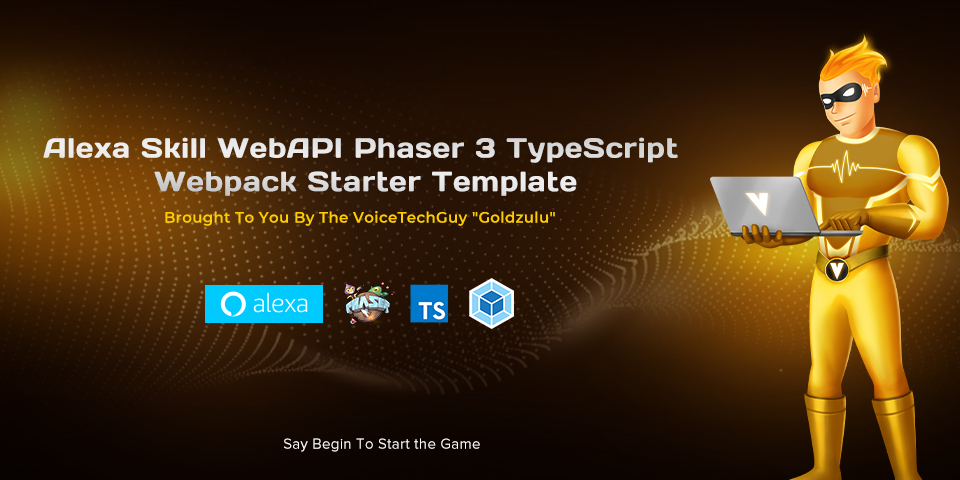 Alexa Skill WebAPI Phaser 3 TypeScript
Webpack Starter Template
Brought To You By The VoiceTechGuy "Goldzulu"
alexa
PHASER
TS
V
V
Say Begin To Start the Game